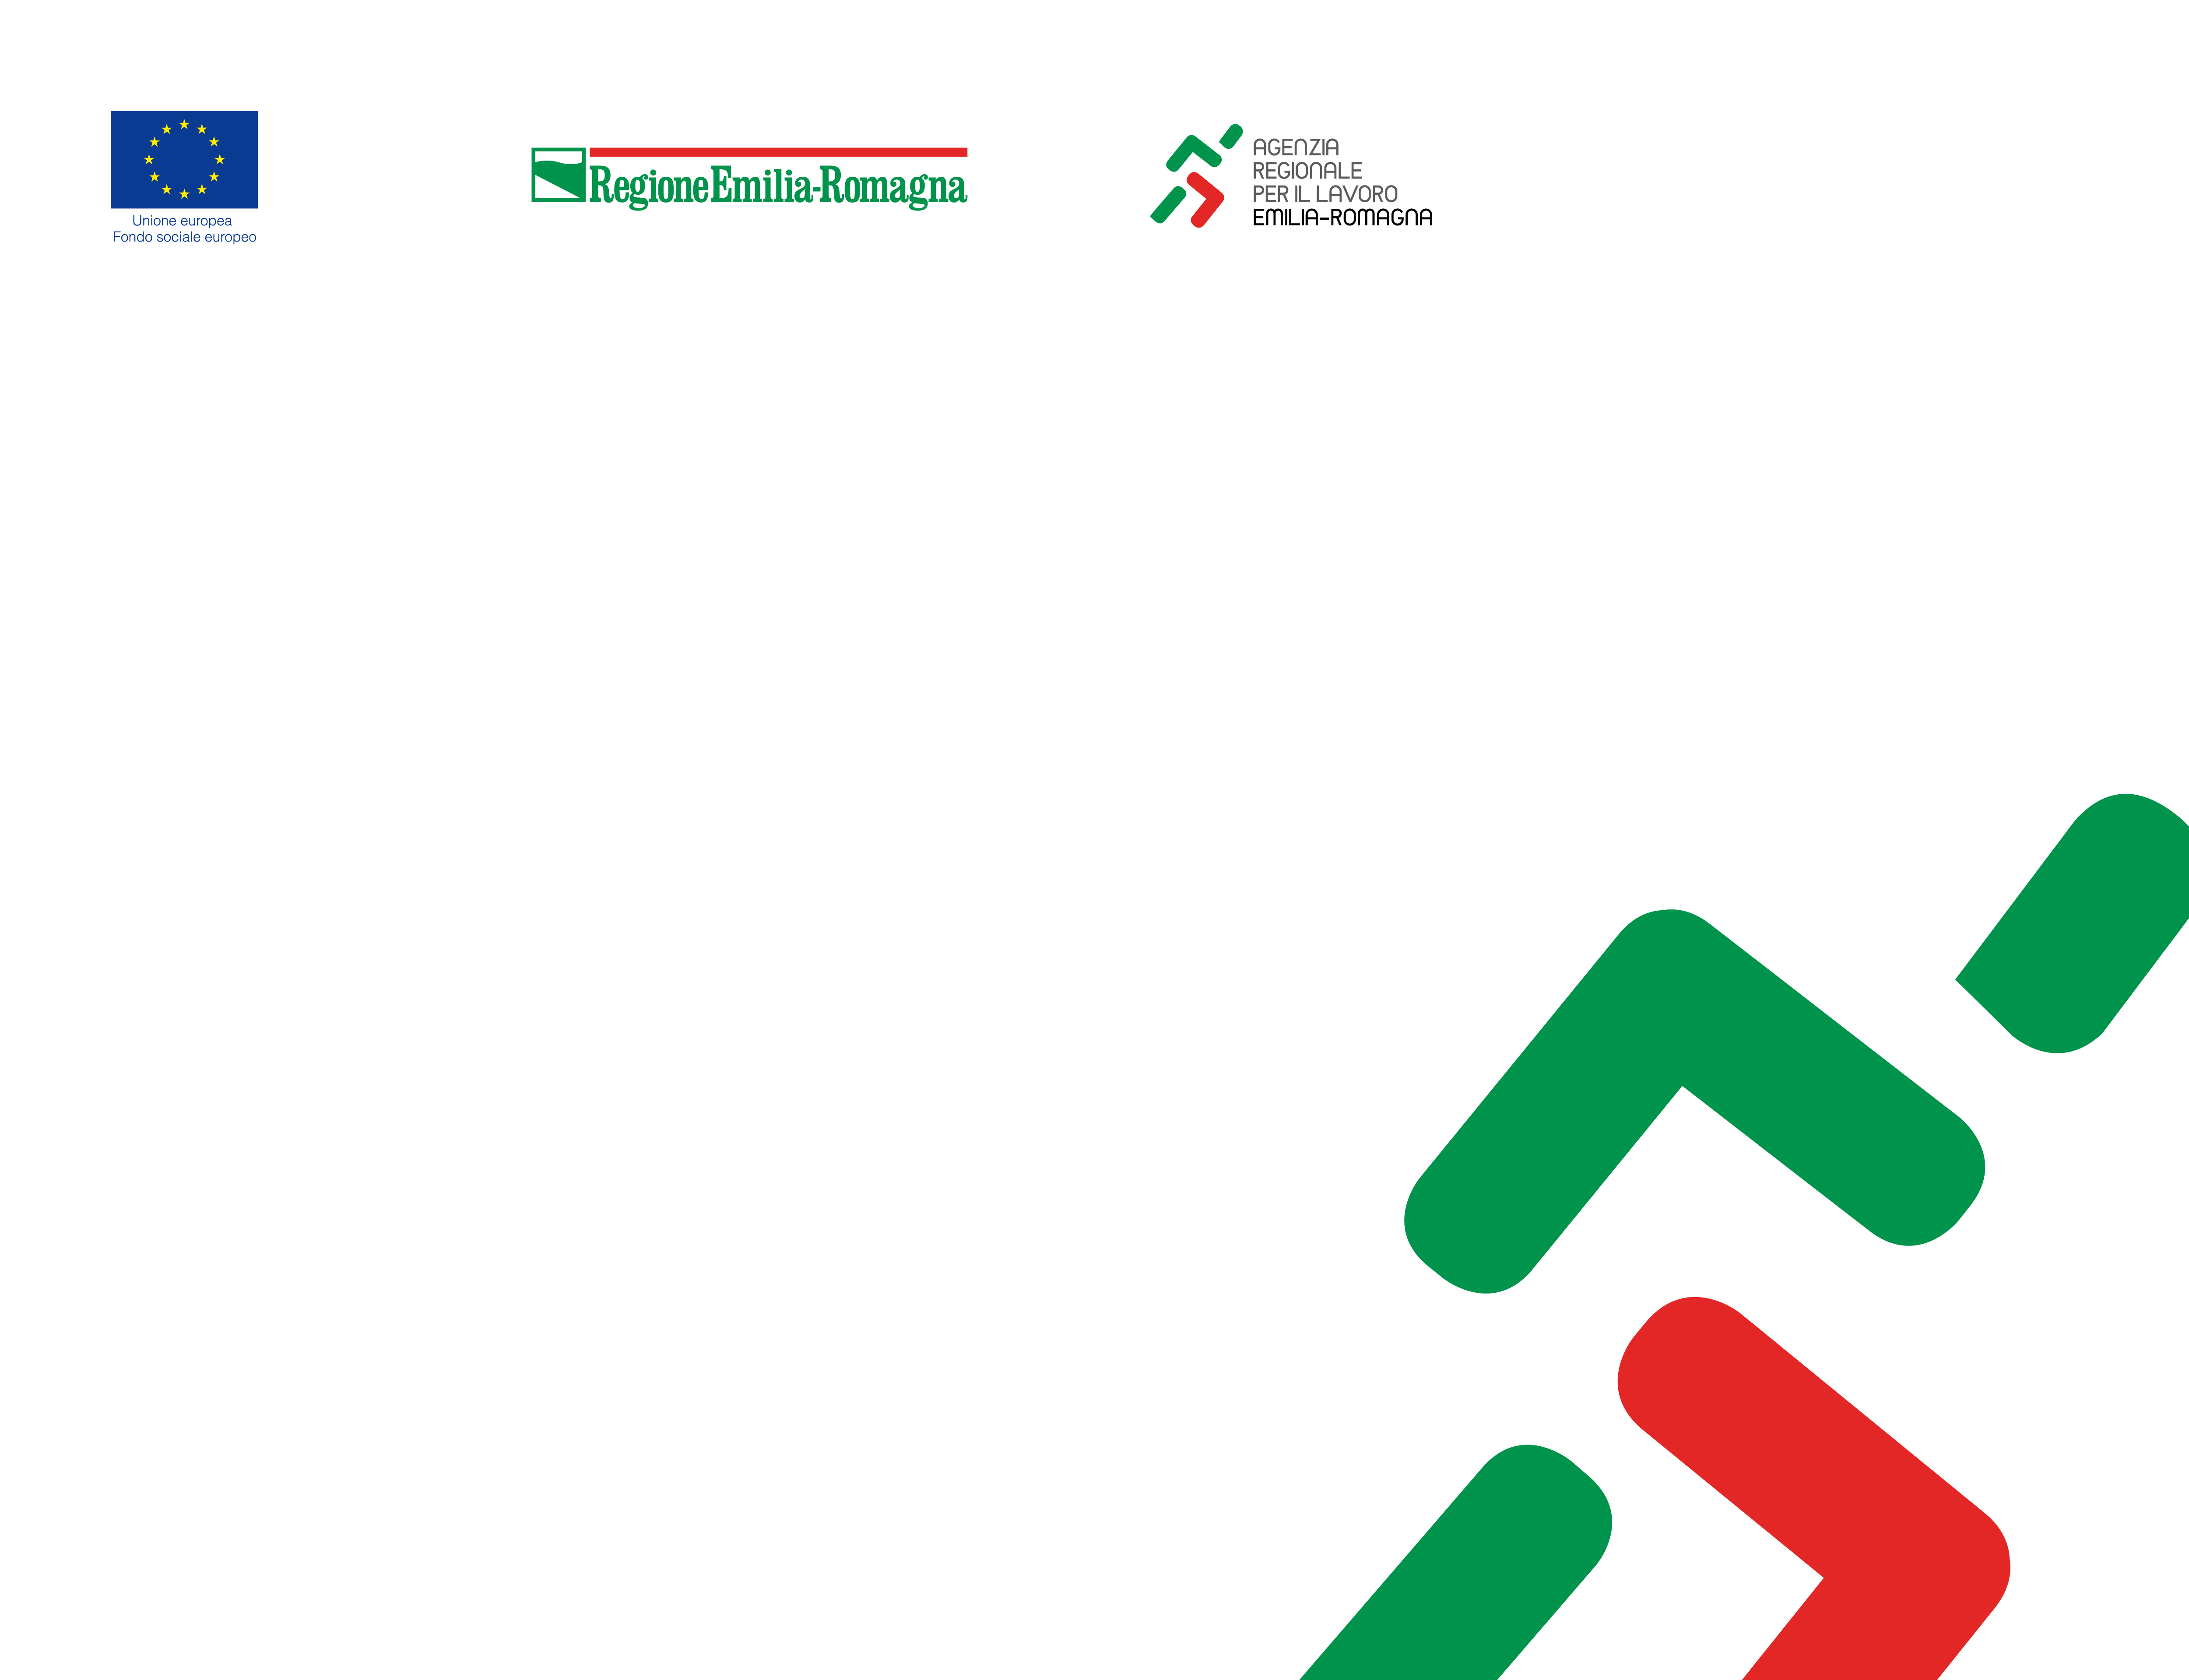 Unione europea
Fondo sociale europeo
RegioneEmilia-Romagna
AGENZIA
REGIONALE
PER IL LAVORO
EMILIA-ROMAGNA